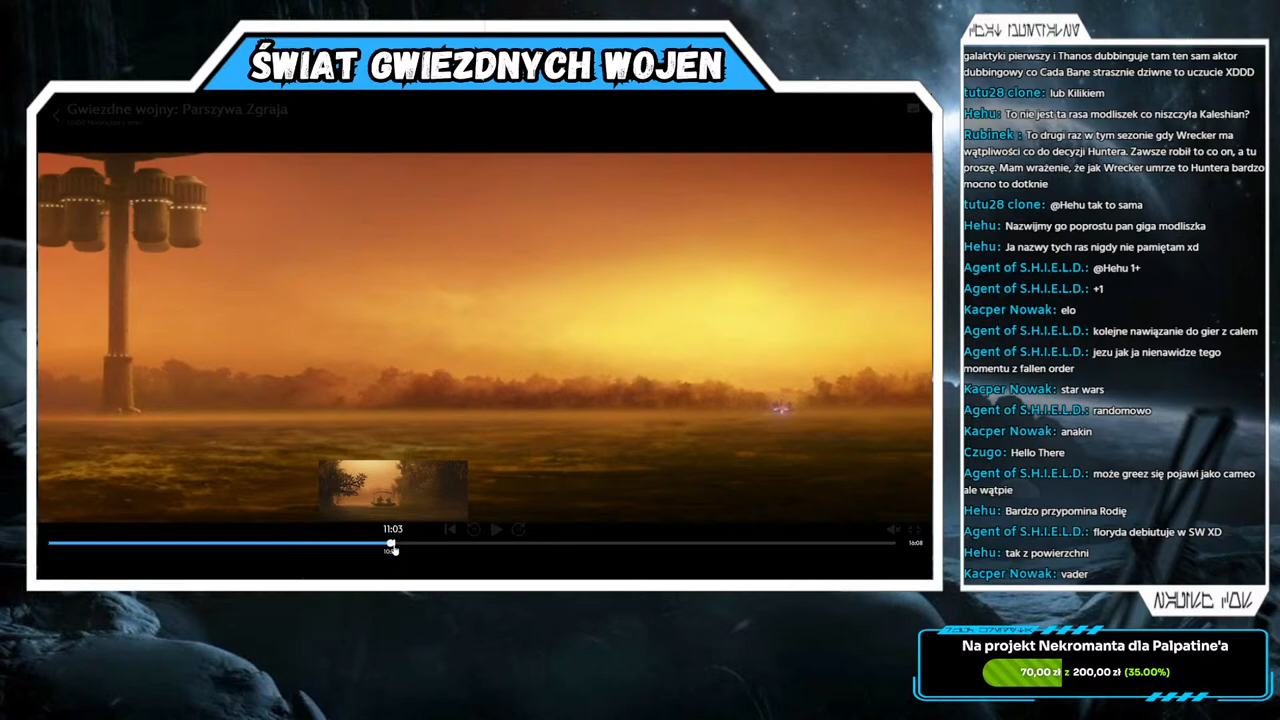 ŚWIAT GWIEZDNYCH WOJEN
Gwiezdne wojny: Parszywa Zgraja
11:03
16:08
galaktyki pierwszy i Thanos dubbinguje tam ten sam aktor
dubbingowy co Cada Bane strasznie dziwne to uczucie XDDD
tutu28 clone: lub Kilikiem
Hehu: To nie jest ta rasa modliszek co niszczyła Kaleshian?
Rubinek : To drugi raz w tym sezonie gdy Wrecker ma
wątpliwości co do decyzji Huntera. Zawsze robił to co on, a tu
proszę. Mam wrażenie, że jak Wrecker umrze to Huntera bardzo
mocno to dotknie
tutu28 clone: @Hehu tak to sama
Hehu: Nazwijmy go poprostu pan giga modliszka
Hehu: Ja nazwy tych ras nigdy nie pamiętam xd
Agent of S.H.I.E.L.D.: @Hehu 1+
Agent of S.H.I.E.L.D.: +1
Kacper Nowak: elo
Agent of S.H.I.E.L.D.: kolejne nawiązanie do gier z calem
Agent of S.H.I.E.L.D.: jezu jak ja nienawidze tego
momentu z fallen order
Kacper Nowak: star wars
Agent of S.H.I.E.L.D.: randomowo
Kacper Nowak: anakin
Czugo: Hello There
Agent of S.H.I.E.L.D.: może greez się pojawi jako cameo
ale wątpie
Hehu: Bardzo przypomina Rodię
Agent of S.H.I.E.L.D.: floryda debiutuje w SW XD
Hehu: tak z powierzchni
Kacper Nowak: vader
Na projekt Nekromanta dla Palpatine'a
70,00 zł z 200,00 zł (35.00%)